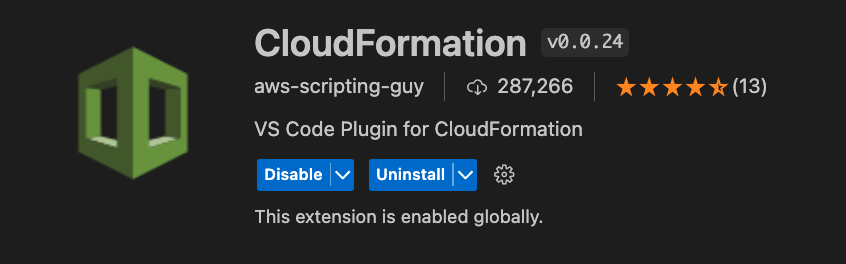 CloudFormation v0.0.24
aws-scripting-guy 287,266 (13)
VS Code Plugin for CloudFormation
Disable Uninstall
This extension is enabled globally.